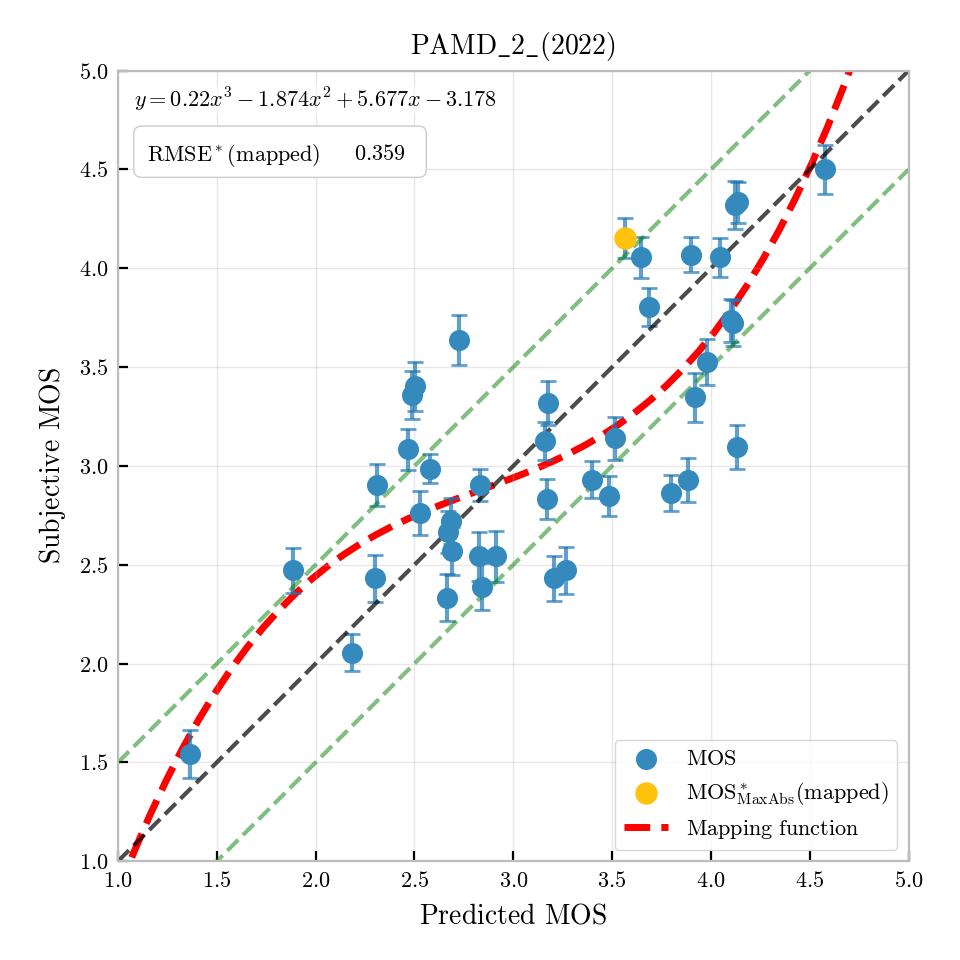 PAMD_2_(2022)
y = 0.22x³ − 1.874x² + 5.677x − 3.178
RMSE*(mapped) 0.359
5.0
4.5
4.0
3.5
3.0
2.5
2.0
1.5
1.0
Subjective MOS
MOS
MOS*MaxAbs(mapped)
Mapping function
1.0 1.5 2.0 2.5 3.0 3.5 4.0 4.5 5.0
Predicted MOS